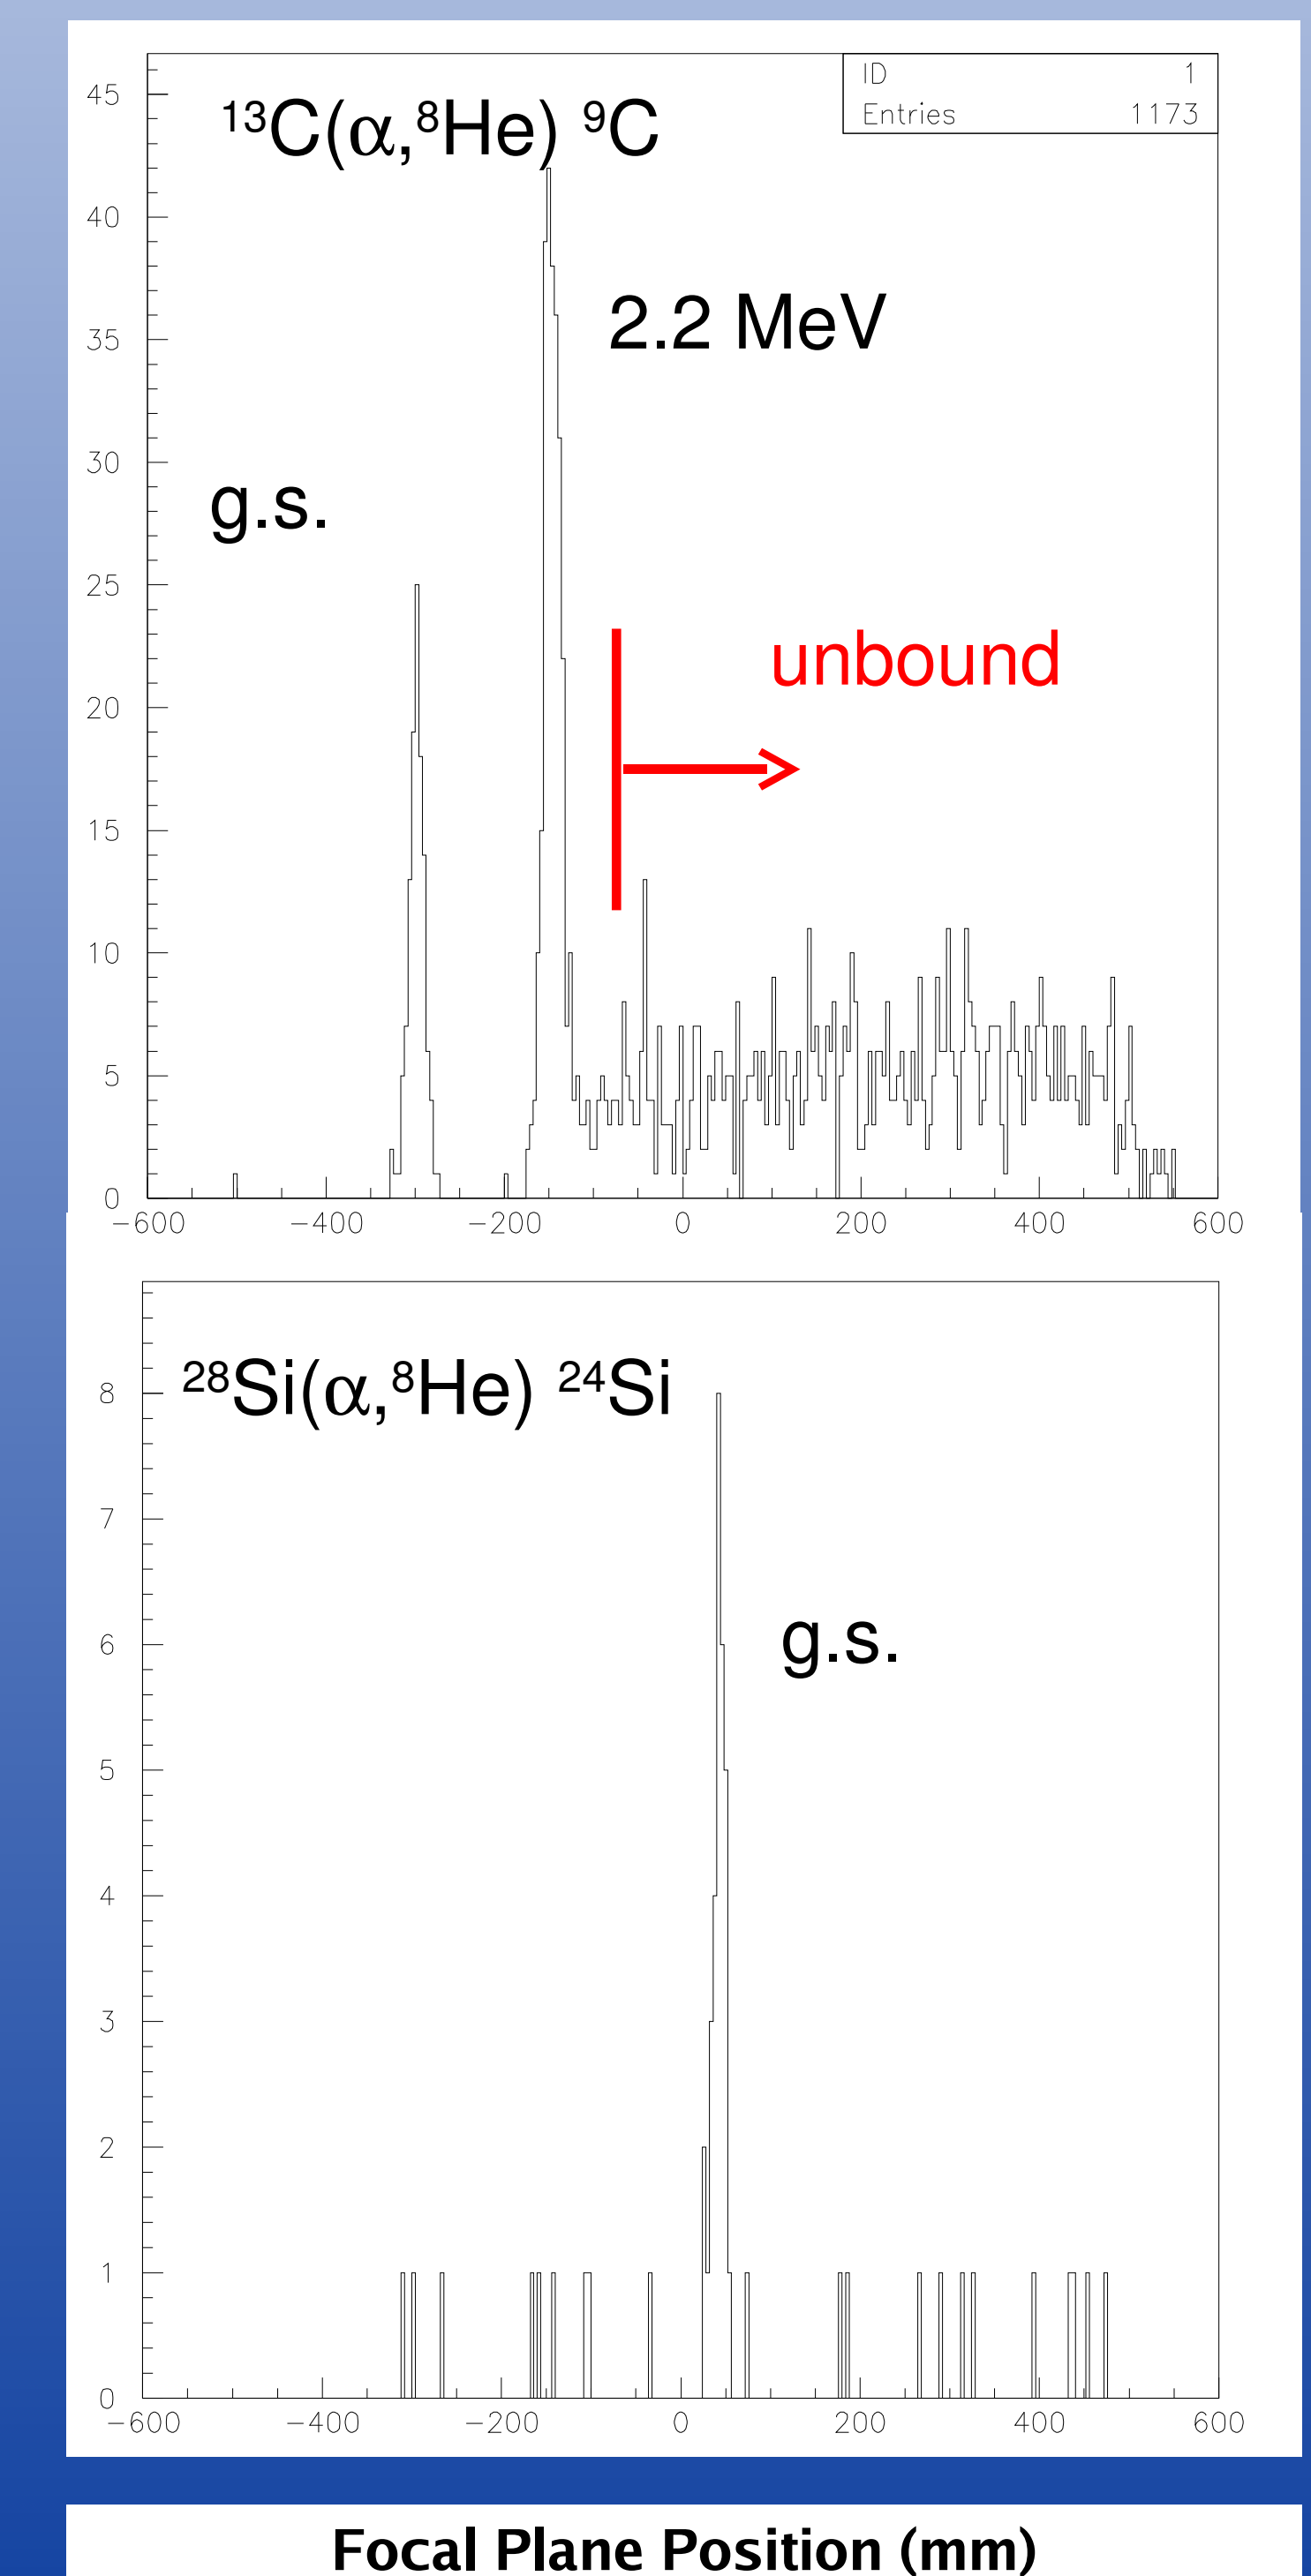 ID 1
Entries 1173
¹³C(α,⁸He) ⁹C
2.2 MeV
g.s.
unbound
45
40
35
30
25
20
15
10
5
0
−600 −400 −200 0 200 400 600
²⁸Si(α,⁸He) ²⁴Si
g.s.
8
7
6
5
4
3
2
1
0
−600 −400 −200 0 200 400 600
Focal Plane Position (mm)